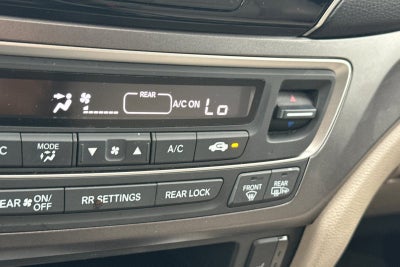 REAR
A/C ON Lo
C MODE A/C
REAR ON/OFF RR SETTINGS REAR LOCK
FRONT REAR